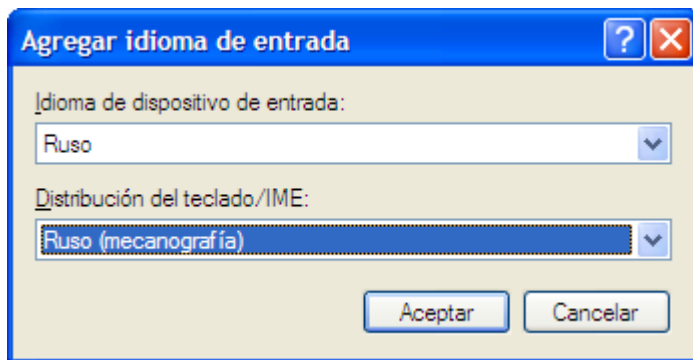 Agregar idioma de entrada
Idioma de dispositivo de entrada:
Ruso
Distribución del teclado/IME:
Ruso (mecanografía)
Aceptar Cancelar